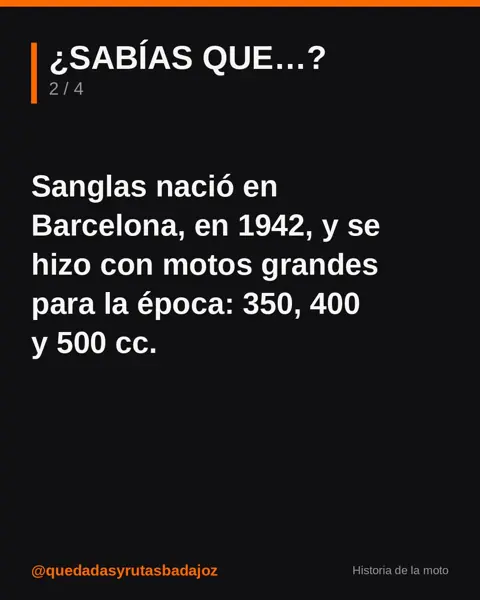 ¿SABÍAS QUE…?
2 / 4
Sanglas nació en
Barcelona, en 1942, y se
hizo con motos grandes
para la época: 350, 400
y 500 cc.
@quedadasyrutasbadajoz
Historia de la moto